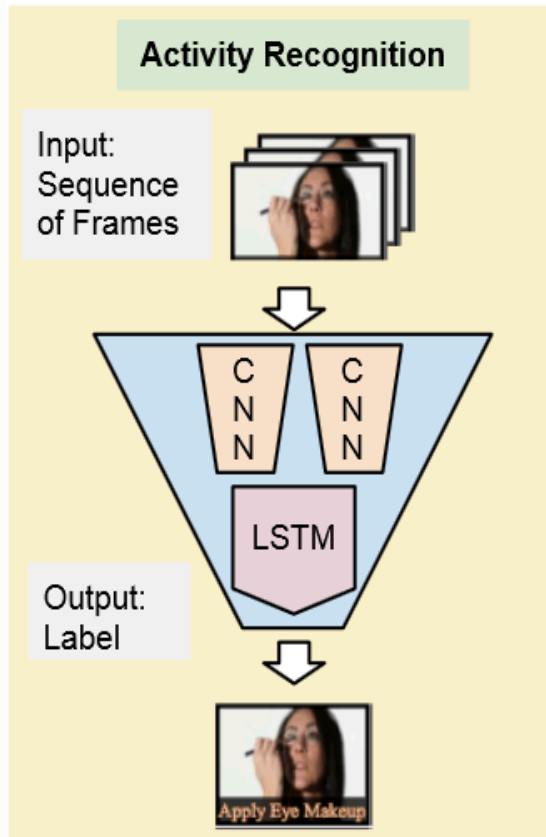 Activity Recognition
Input:
Sequence
of Frames
C
N
N
C
N
N
LSTM
Output:
Label
Apply Eye Makeup